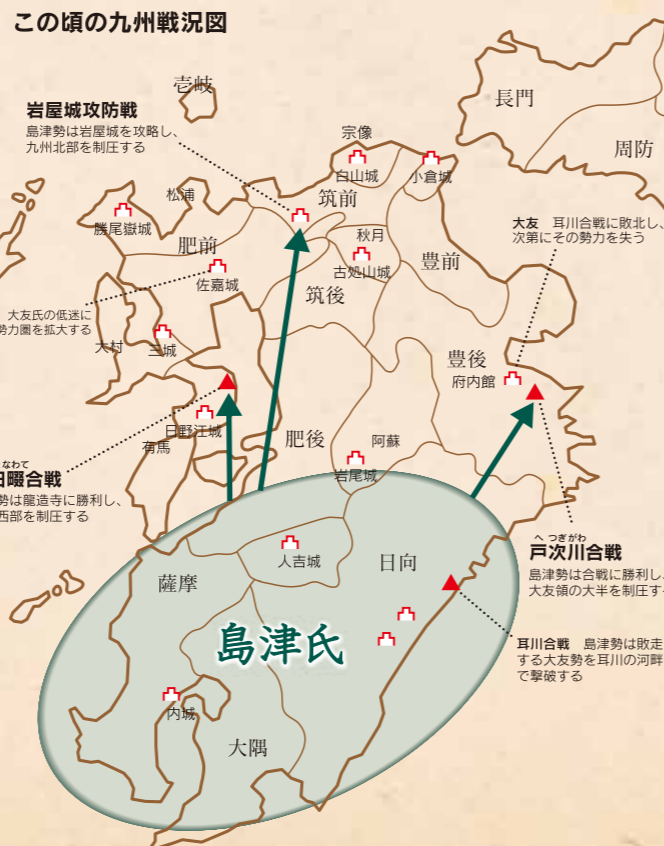 この頃の九州戦況図
壱岐
岩屋城攻防戦
島津勢は岩屋城を攻略し、
九州北部を制圧する
長門
周防
宗像
白山城
小倉城
松浦
勝尾嶽城
筑前
肥前
秋月
古処山城
豊前
大友 耳川合戦に敗北し、
次第にその勢力を失う
佐嘉城
筑後
大友氏の低迷に
勢力圏を拡大する
大村
三城
豊後
府内館
日野江城
有馬
肥後
阿蘇
岩尾城
なわて
田畷合戦
勢は龍造寺に勝利し、
西部を制圧する
へつぎがわ
戸次川合戦
島津勢は合戦に勝利し、
大友領の大半を制圧す
人吉城
日向
薩摩
島津氏
耳川合戦 島津勢は敗走
する大友勢を耳川の河畔
で撃破する
内城
大隅